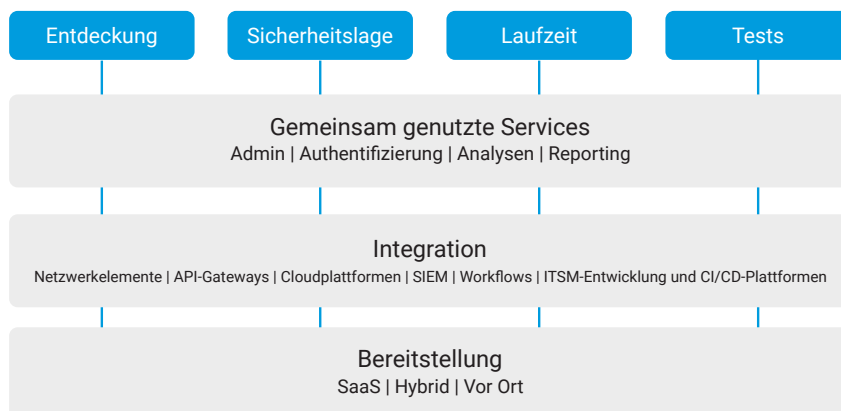 Entdeckung
Sicherheitslage
Laufzeit
Tests
Gemeinsam genutzte Services
Admin | Authentifizierung | Analysen | Reporting
Integration
Netzwerkelemente | API-Gateways | Cloudplattformen | SIEM | Workflows | ITSM-Entwicklung und CI/CD-Plattformen
Bereitstellung
SaaS | Hybrid | Vor Ort